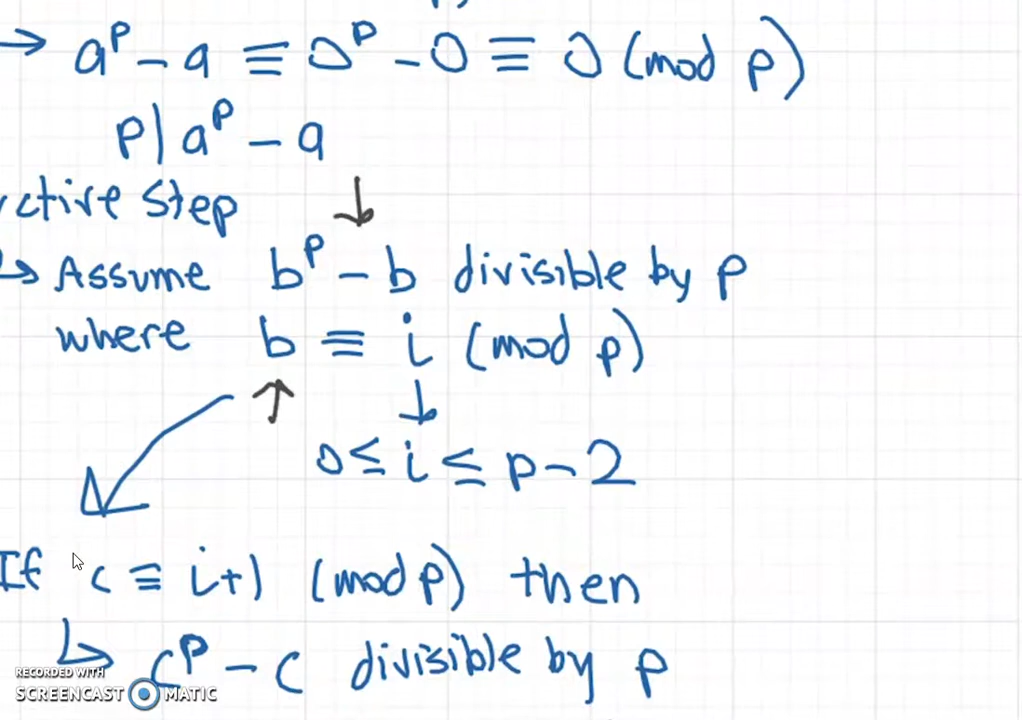 → a^p - a ≡ 0^p - 0 ≡ 0 (mod p)
p | a^p - a
ctive step
↳ Assume b^p - b divisible by p
where b ≡ i (mod p)
0 ≤ i ≤ p - 2
If c ≡ i+1 (mod p) then
↳ c^p - c divisible by p
RECORDED WITH
SCREENCAST MATIC